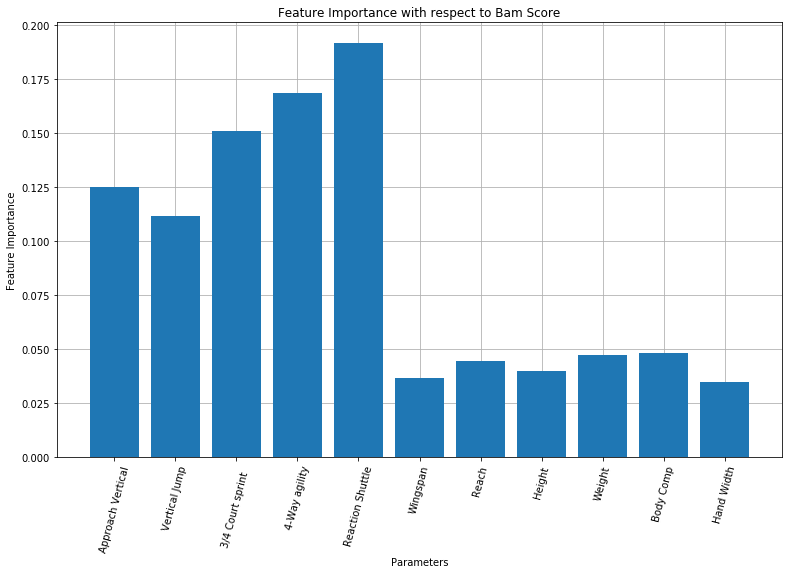 Feature Importance with respect to Bam Score
0.200
0.175
0.150
0.125
0.100
0.075
0.050
0.025
0.000
Feature Importance
Approach Vertical
Vertical Jump
3/4 Court sprint
4-Way agility
Reaction Shuttle
Wingspan
Reach
Height
Weight
Body Comp
Hand Width
Parameters